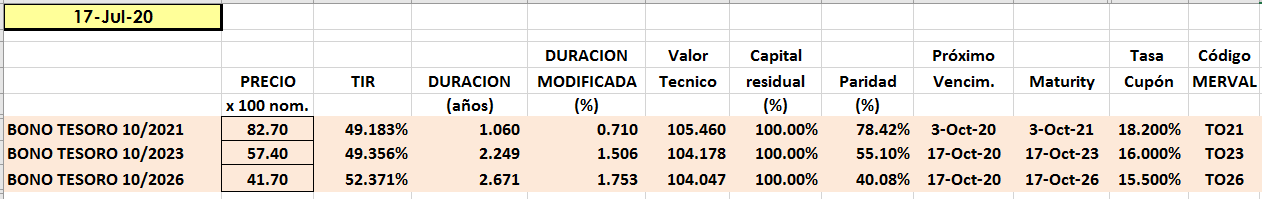 17-Jul-20
DURACION Valor Capital Próximo Tasa Código
PRECIO TIR DURACION MODIFICADA Tecnico residual Paridad Vencim. Maturity Cupón MERVAL
x 100 nom. (años) (%) (%) (%)
BONO TESORO 10/2021 82.70 49.183% 1.060 0.710 105.460 100.00% 78.42% 3-Oct-20 3-Oct-21 18.200% TO21
BONO TESORO 10/2023 57.40 49.356% 2.249 1.506 104.178 100.00% 55.10% 17-Oct-20 17-Oct-23 16.000% TO23
BONO TESORO 10/2026 41.70 52.371% 2.671 1.753 104.047 100.00% 40.08% 17-Oct-20 17-Oct-26 15.500% TO26